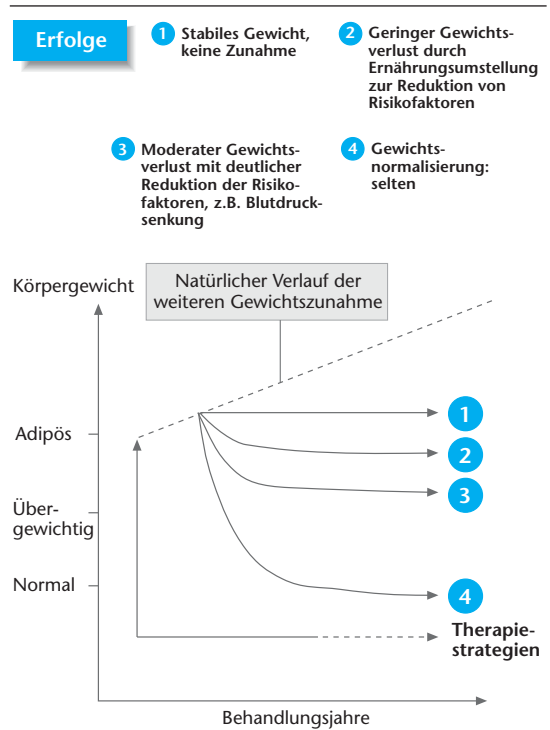 Erfolge
1 Stabiles Gewicht,
keine Zunahme
2 Geringer Gewichts-
verlust durch
Ernährungsumstellung
zur Reduktion von
Risikofaktoren
3 Moderater Gewichts-
verlust mit deutlicher
Reduktion der Risiko-
faktoren, z.B. Blutdruck-
senkung
4 Gewichts-
normalisierung:
selten
Körpergewicht
Natürlicher Verlauf der
weiteren Gewichtszunahme
Adipös
Über-
gewichtig
Normal
1
2
3
4
Therapie-
strategien
Behandlungsjahre